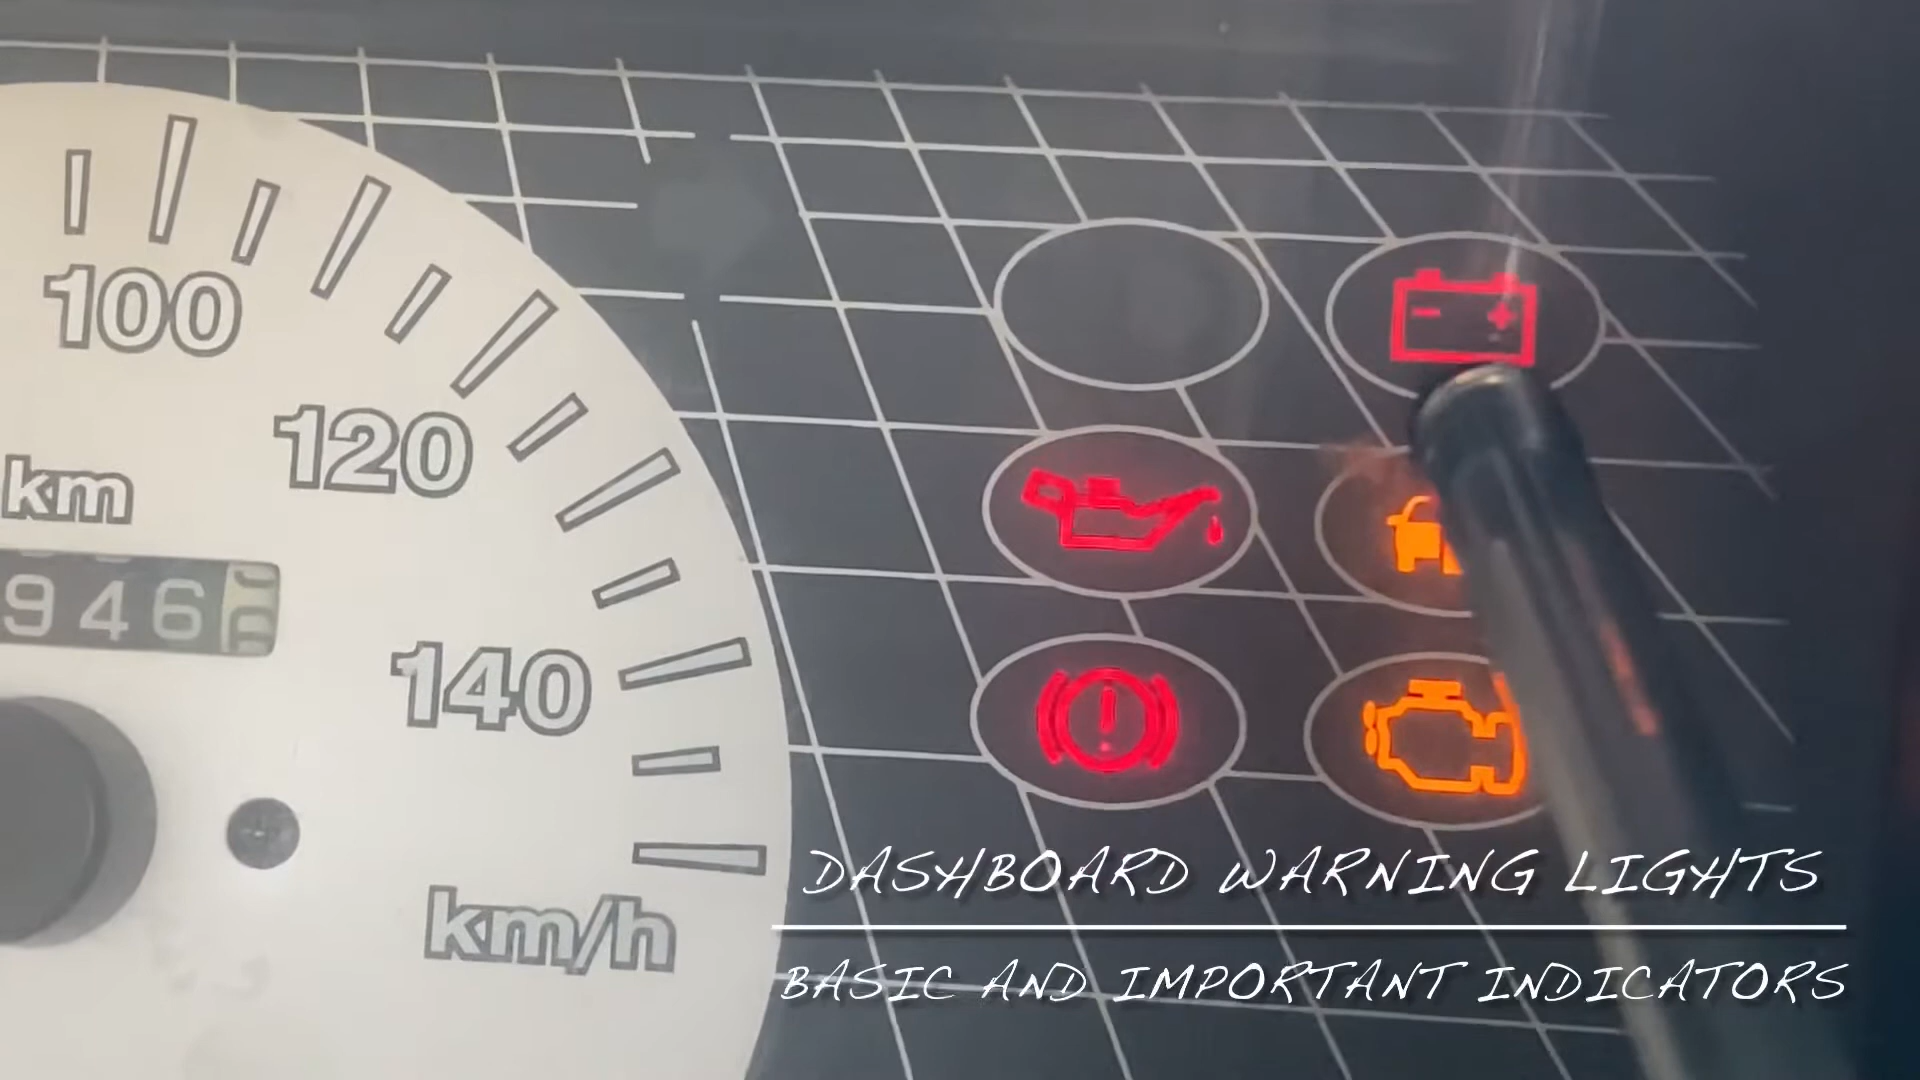 100
120
km
946
140
km/h
DASHBOARD WARNING LIGHTS
BASIC AND IMPORTANT INDICATORS